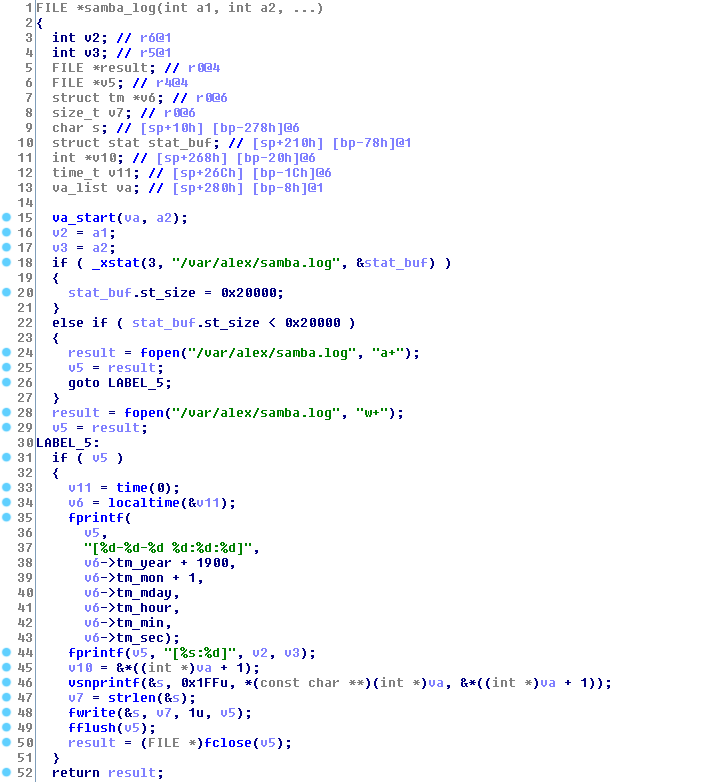 1 FILE *samba_log(int a1, int a2, ...)
2 {
3 int v2; // r6@1
4 int v3; // r5@1
5 FILE *result; // r0@4
6 FILE *v5; // r4@4
7 struct tm *v6; // r0@6
8 size_t v7; // r0@6
9 char s; // [sp+10h] [bp-278h]@6
10 struct stat stat_buf; // [sp+210h] [bp-78h]@1
11 int *v10; // [sp+268h] [bp-20h]@6
12 time_t v11; // [sp+26Ch] [bp-1Ch]@6
13 va_list va; // [sp+280h] [bp-8h]@1
14
15 va_start(va, a2);
16 v2 = a1;
17 v3 = a2;
18 if ( _xstat(3, "/var/alex/samba.log", &stat_buf) )
19 {
20 stat_buf.st_size = 0x20000;
21 }
22 else if ( stat_buf.st_size < 0x20000 )
23 {
24 result = fopen("/var/alex/samba.log", "a+");
25 v5 = result;
26 goto LABEL_5;
27 }
28 result = fopen("/var/alex/samba.log", "w+");
29 v5 = result;
30 LABEL_5:
31 if ( v5 )
32 {
33 v11 = time(0);
34 v6 = localtime(&v11);
35 fprintf(
36 v5,
37 "[%d-%d-%d %d:%d:%d]",
38 v6->tm_year + 1900,
39 v6->tm_mon + 1,
40 v6->tm_mday,
41 v6->tm_hour,
42 v6->tm_min,
43 v6->tm_sec);
44 fprintf(v5, "[%s:%d]", v2, v3);
45 v10 = &*((int *)va + 1);
46 vsnprintf(&s, 0x1FFu, *(const char **)(int *)va, &*((int *)va + 1));
47 v7 = strlen(&s);
48 fwrite(&s, v7, 1u, v5);
49 fflush(v5);
50 result = (FILE *)fclose(v5);
51 }
52 return result;